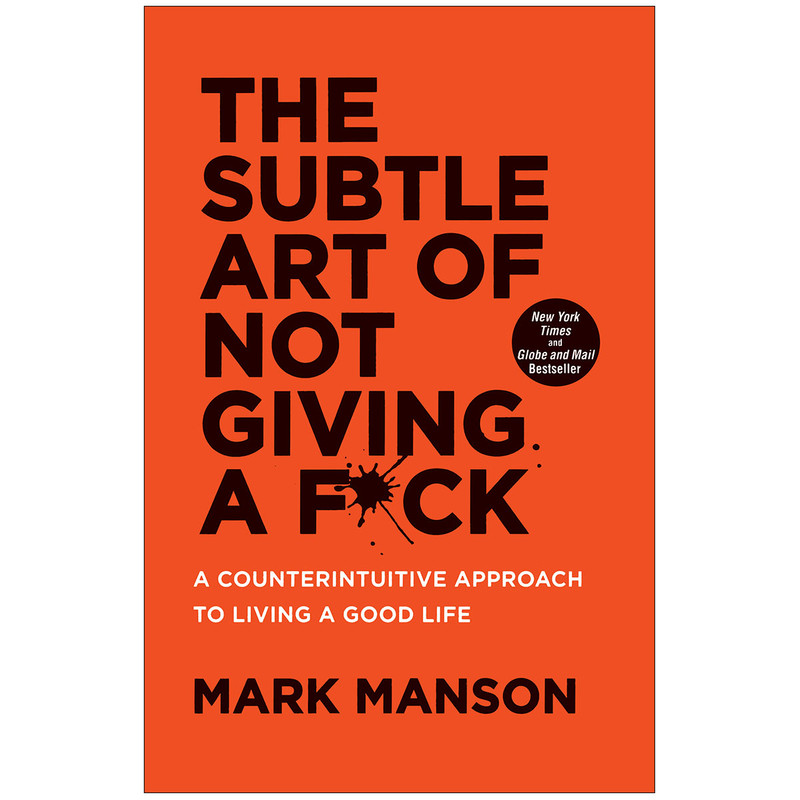 THE
SUBTLE
ART OF
NOT
New York
Times
and
Globe and Mail
Bestseller
GIVING
A F*CK
A COUNTERINTUITIVE APPROACH
TO LIVING A GOOD LIFE
MARK MANSON